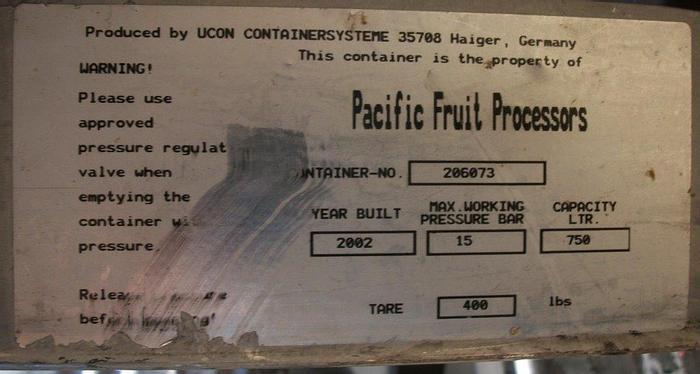 Produced by UCON CONTAINERSYSTEME 35708 Haiger, Germany
This container is the property of
Pacific Fruit Processors
WARNING!
Please use
approved
pressure regulat
valve when
emptying the
container
pressure.
NTAINER-NO. 206073
YEAR BUILT
2002
MAX.WORKING
PRESSURE BAR
15
CAPACITY
LTR.
750
TARE 400 lbs